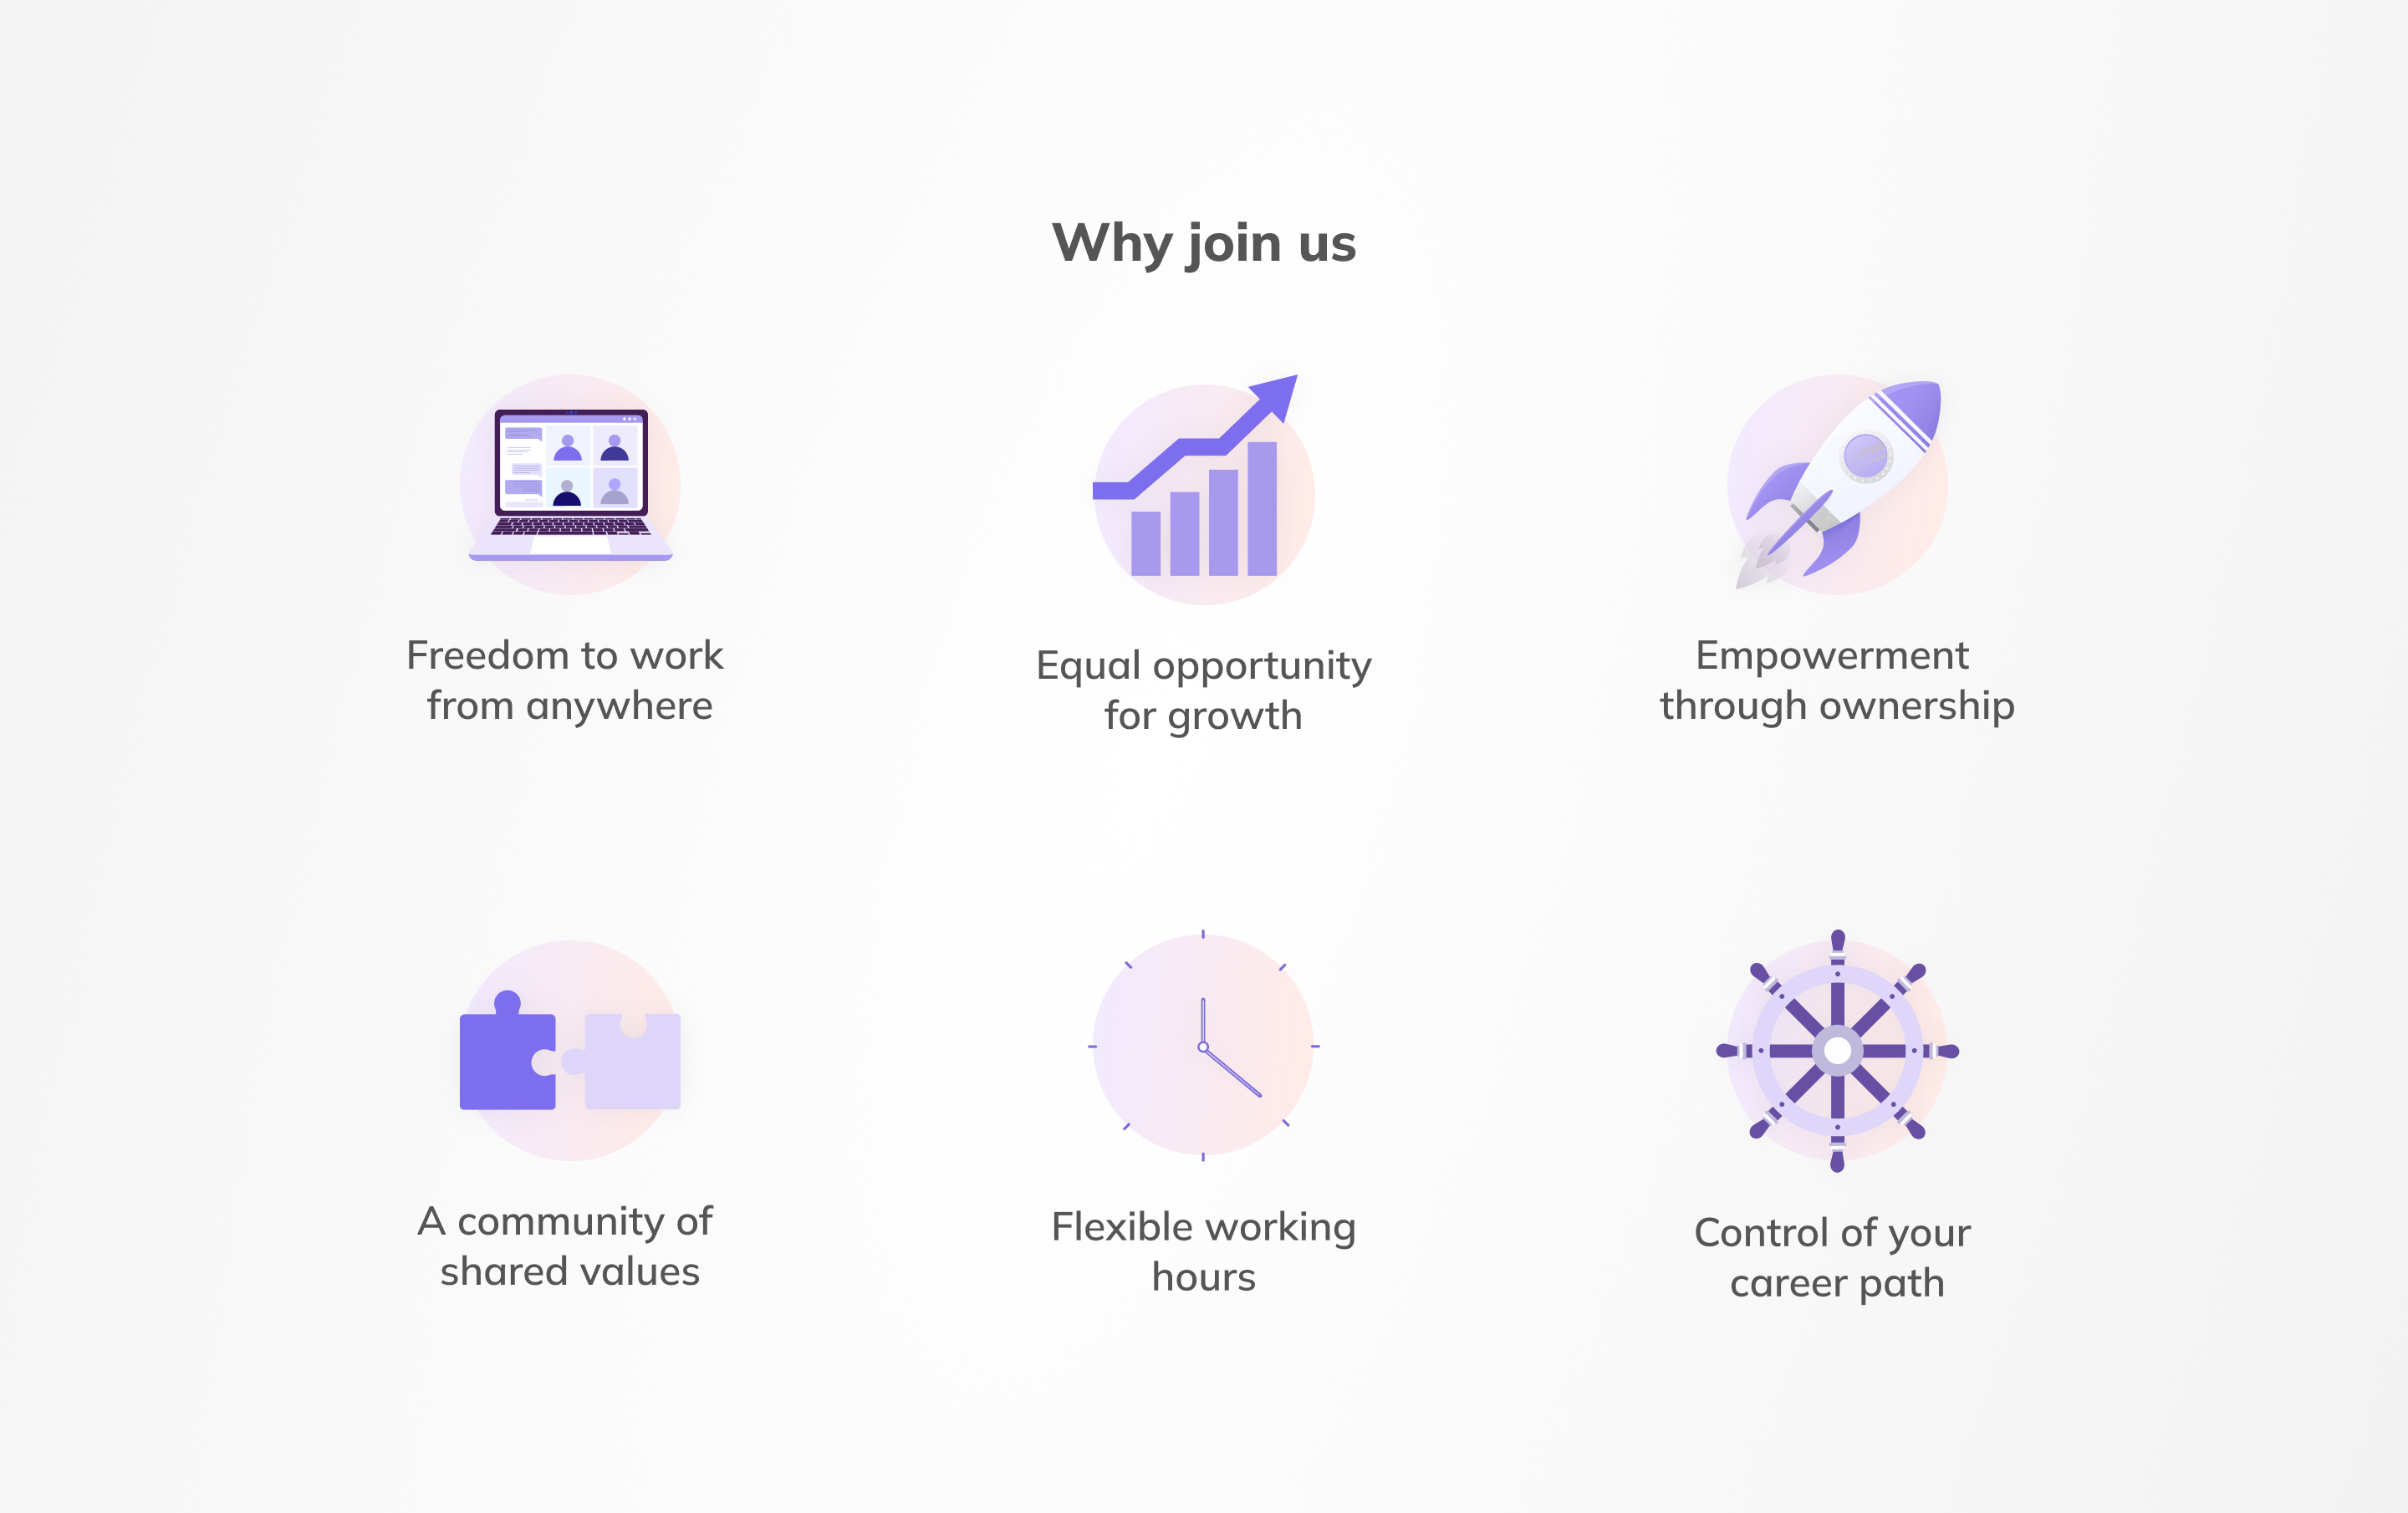 Why join us
Freedom to work
from anywhere
Equal opportunity
for growth
Empowerment
through ownership
A community of
shared values
Flexible working
hours
Control of your
career path